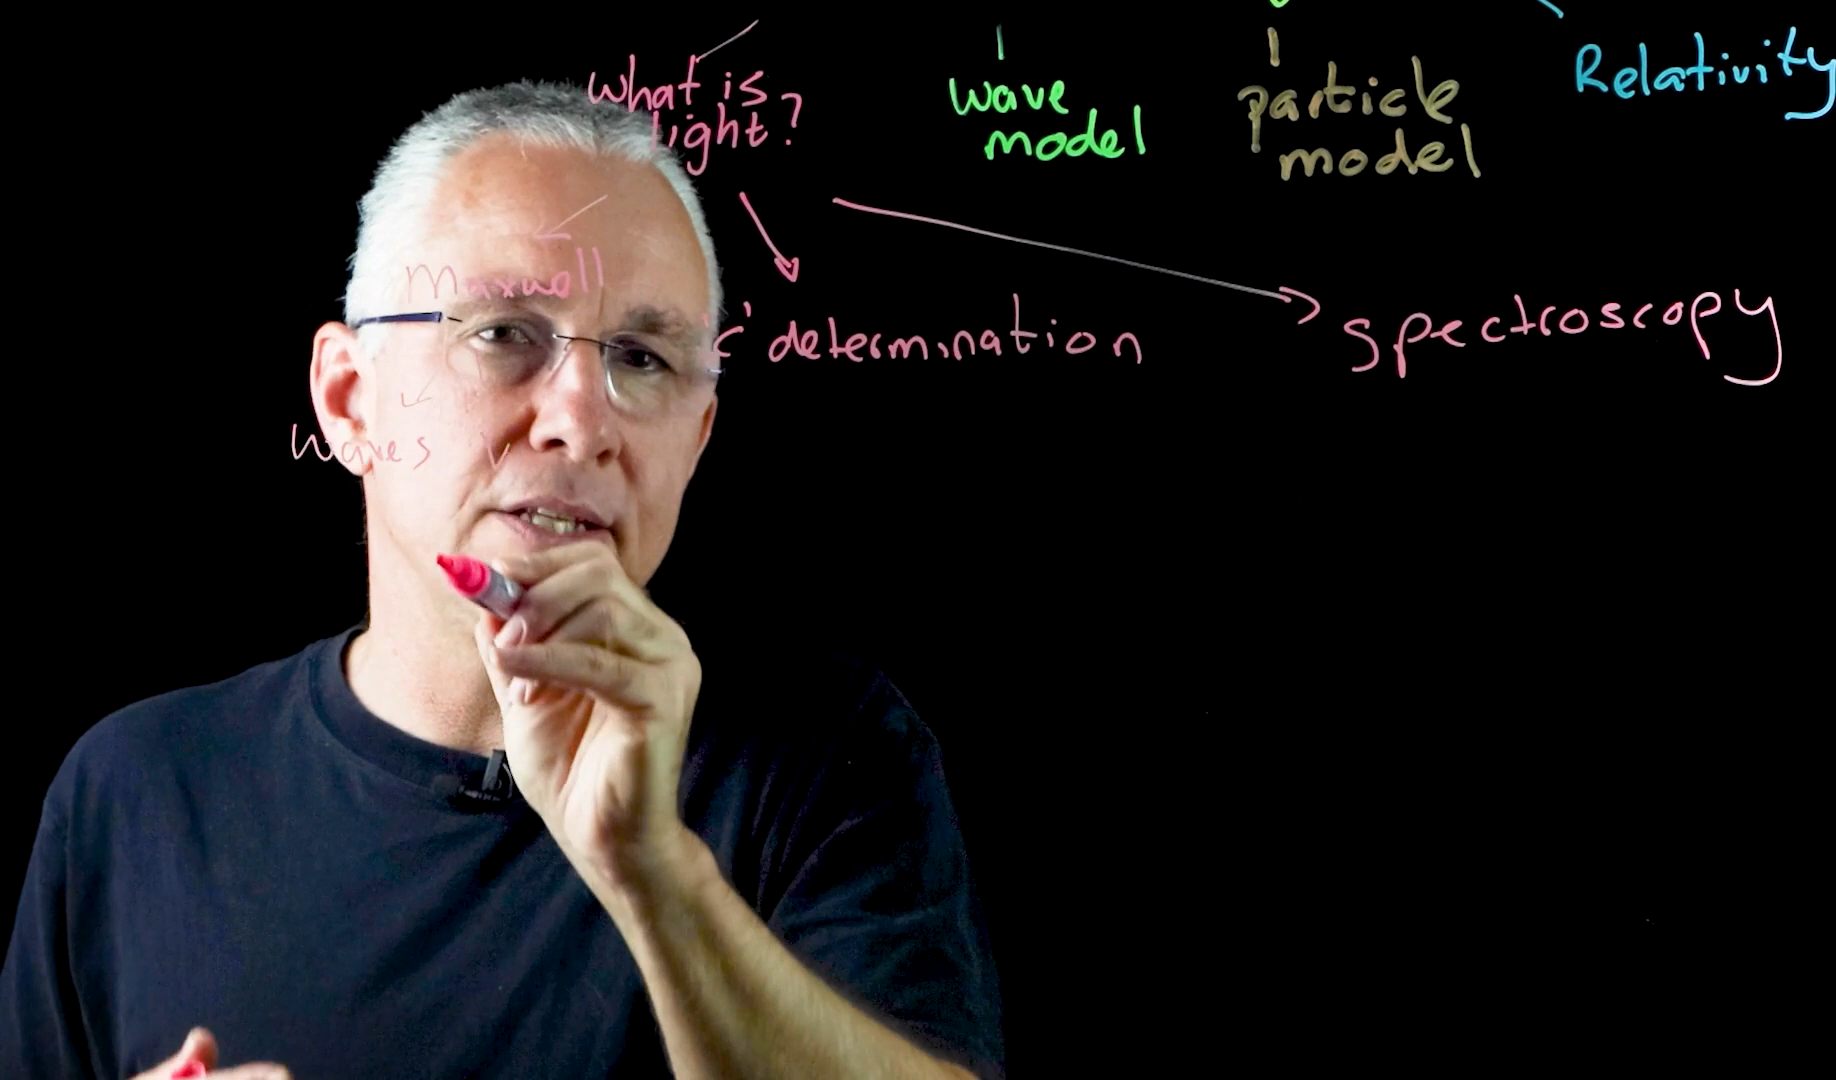 What is
light?
wave
model
particle
model
Relativity
Maxwell
'c' determination
spectroscopy
waves v